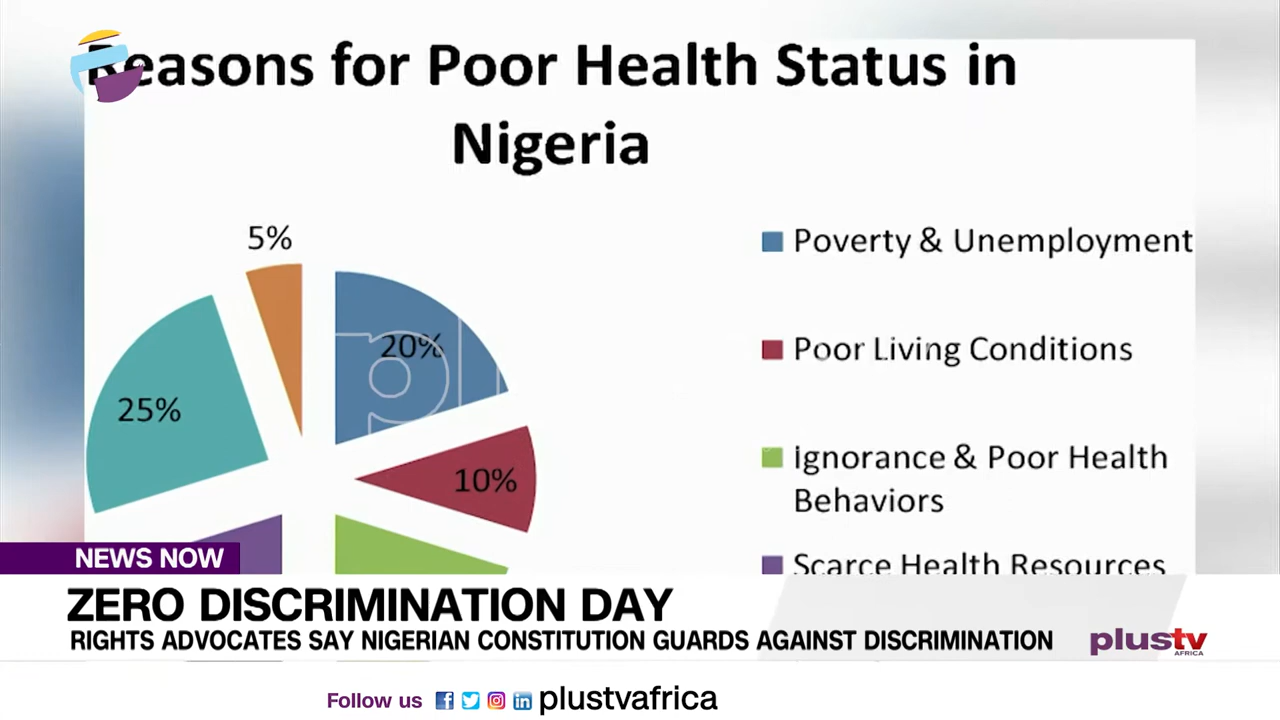 Reasons for Poor Health Status in
Nigeria
5%
20%
25%
10%
Poverty & Unemployment
Poor Living Conditions
Ignorance & Poor Health
Behaviors
Scarce Health Resources
NEWS NOW
ZERO DISCRIMINATION DAY
RIGHTS ADVOCATES SAY NIGERIAN CONSTITUTION GUARDS AGAINST DISCRIMINATION
plustv
AFRICA
Follow us plustvafrica